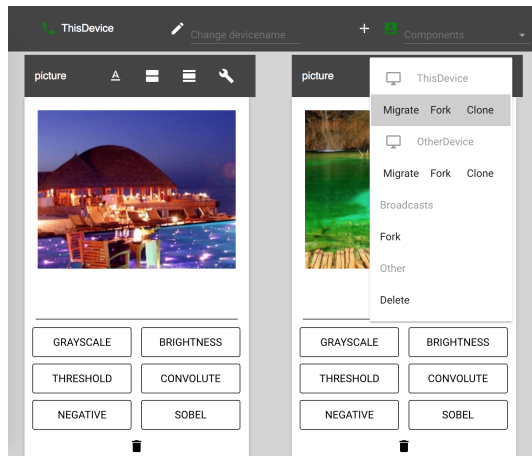 ThisDevice Change devicename Components
picture A
GRAYSCALE BRIGHTNESS
THRESHOLD CONVOLUTE
NEGATIVE SOBEL
picture
ThisDevice
Migrate Fork Clone
OtherDevice
Migrate Fork Clone
Broadcasts
Fork
Other
Delete
GRAYSCALE BRIGHTNESS
THRESHOLD CONVOLUTE
NEGATIVE SOBEL